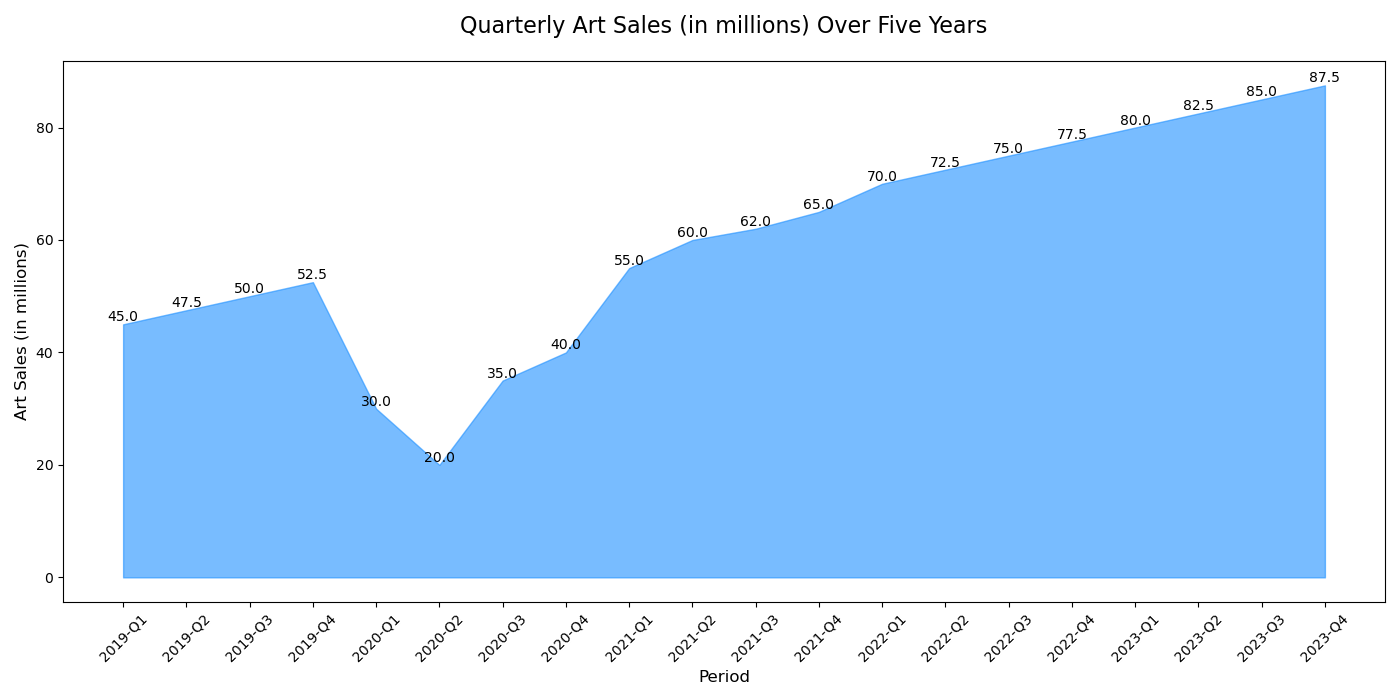 Quarterly Art Sales (in millions) Over Five Years
Art Sales (in millions)
80
60
40
20
0
45.0
47.5
50.0
52.5
30.0
20.0
35.0
40.0
55.0
60.0
62.0
65.0
70.0
72.5
75.0
77.5
80.0
82.5
85.0
87.5
2019-Q1
2019-Q2
2019-Q3
2019-Q4
2020-Q1
2020-Q2
2020-Q3
2020-Q4
2021-Q1
2021-Q2
2021-Q3
2021-Q4
2022-Q1
2022-Q2
2022-Q3
2022-Q4
2023-Q1
2023-Q2
2023-Q3
2023-Q4
Period